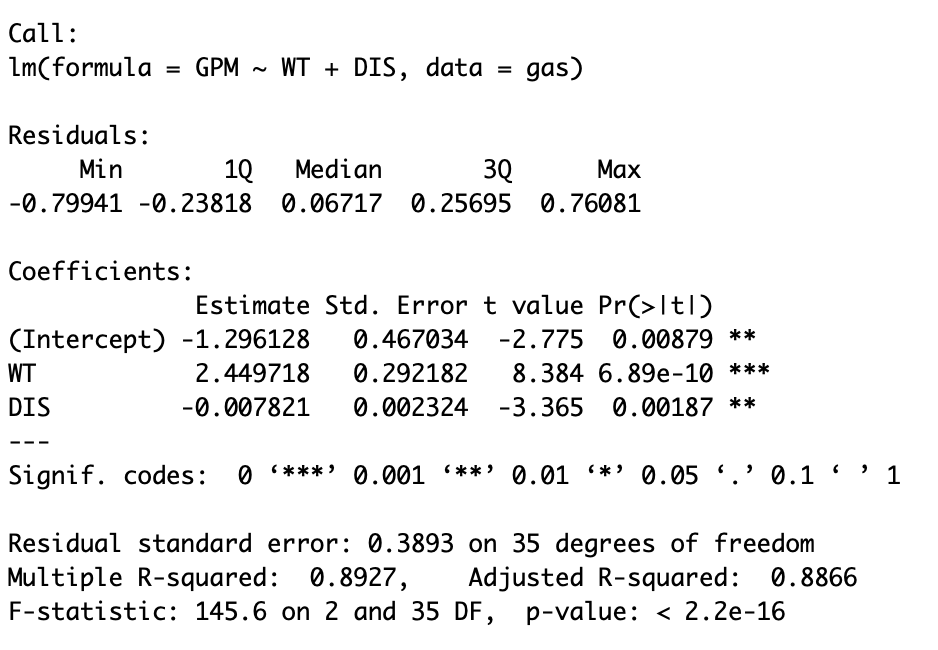 Call:
lm(formula = GPM ~ WT + DIS, data = gas)

Residuals:
     Min       1Q   Median       3Q      Max
-0.79941 -0.23818  0.06717  0.25695  0.76081

Coefficients:
             Estimate Std. Error t value Pr(>|t|)
(Intercept) -1.296128   0.467034  -2.775  0.00879 **
WT           2.449718   0.292182   8.384 6.89e-10 ***
DIS         -0.007821   0.002324  -3.365  0.00187 **
---
Signif. codes:  0 ‘***’ 0.001 ‘**’ 0.01 ‘*’ 0.05 ‘.’ 0.1 ‘ ’ 1

Residual standard error: 0.3893 on 35 degrees of freedom
Multiple R-squared:  0.8927,    Adjusted R-squared:  0.8866
F-statistic: 145.6 on 2 and 35 DF,  p-value: < 2.2e-16